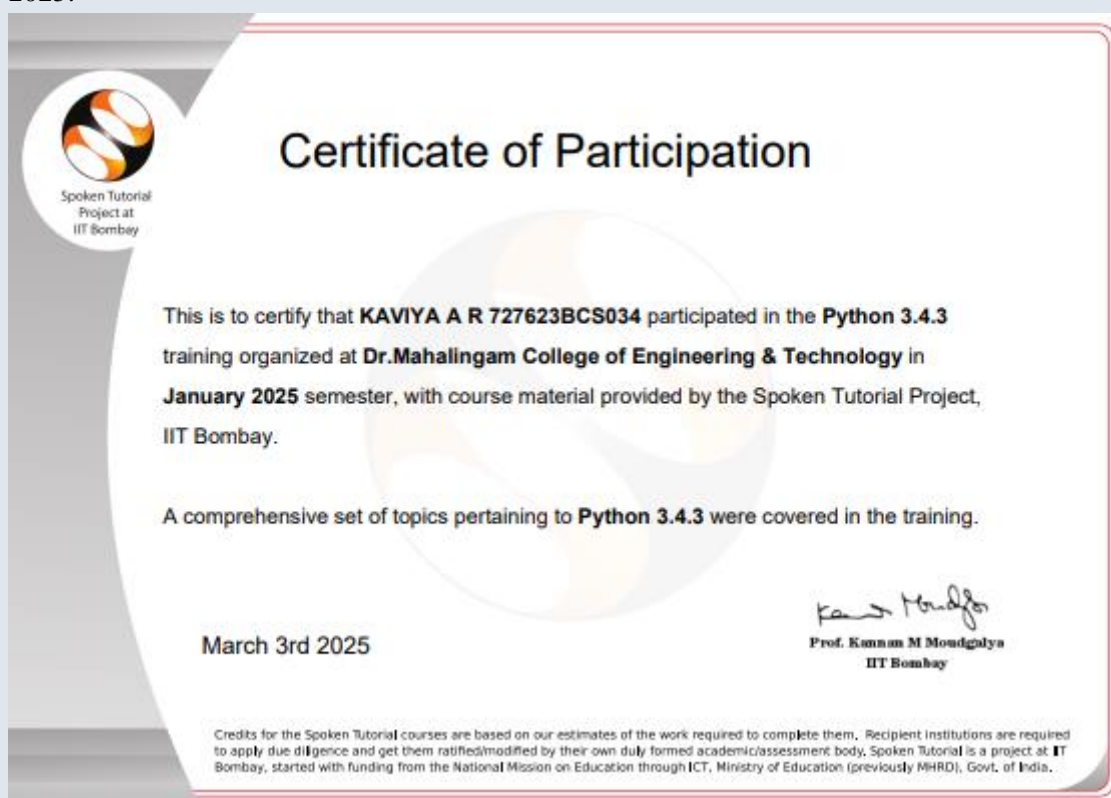 Spoken Tutorial
Project at
IIT Bombay
Certificate of Participation
This is to certify that KAVIYA A R 727623BCS034 participated in the Python 3.4.3
training organized at Dr.Mahalingam College of Engineering & Technology in
January 2025 semester, with course material provided by the Spoken Tutorial Project,
IIT Bombay.
A comprehensive set of topics pertaining to Python 3.4.3 were covered in the training.
March 3rd 2025
Prof. Kannan M Moudgalya
IIT Bombay
Credits for the Spoken Tutorial courses are based on our estimates of the work required to complete them. Recipient institutions are required
to apply due diligence and get them ratified/modified by their own duly formed academic/assessment body. Spoken Tutorial is a project at IIT
Bombay, started with funding from the National Mission on Education through ICT, Ministry of Education (previously MHRD), Govt. of India.